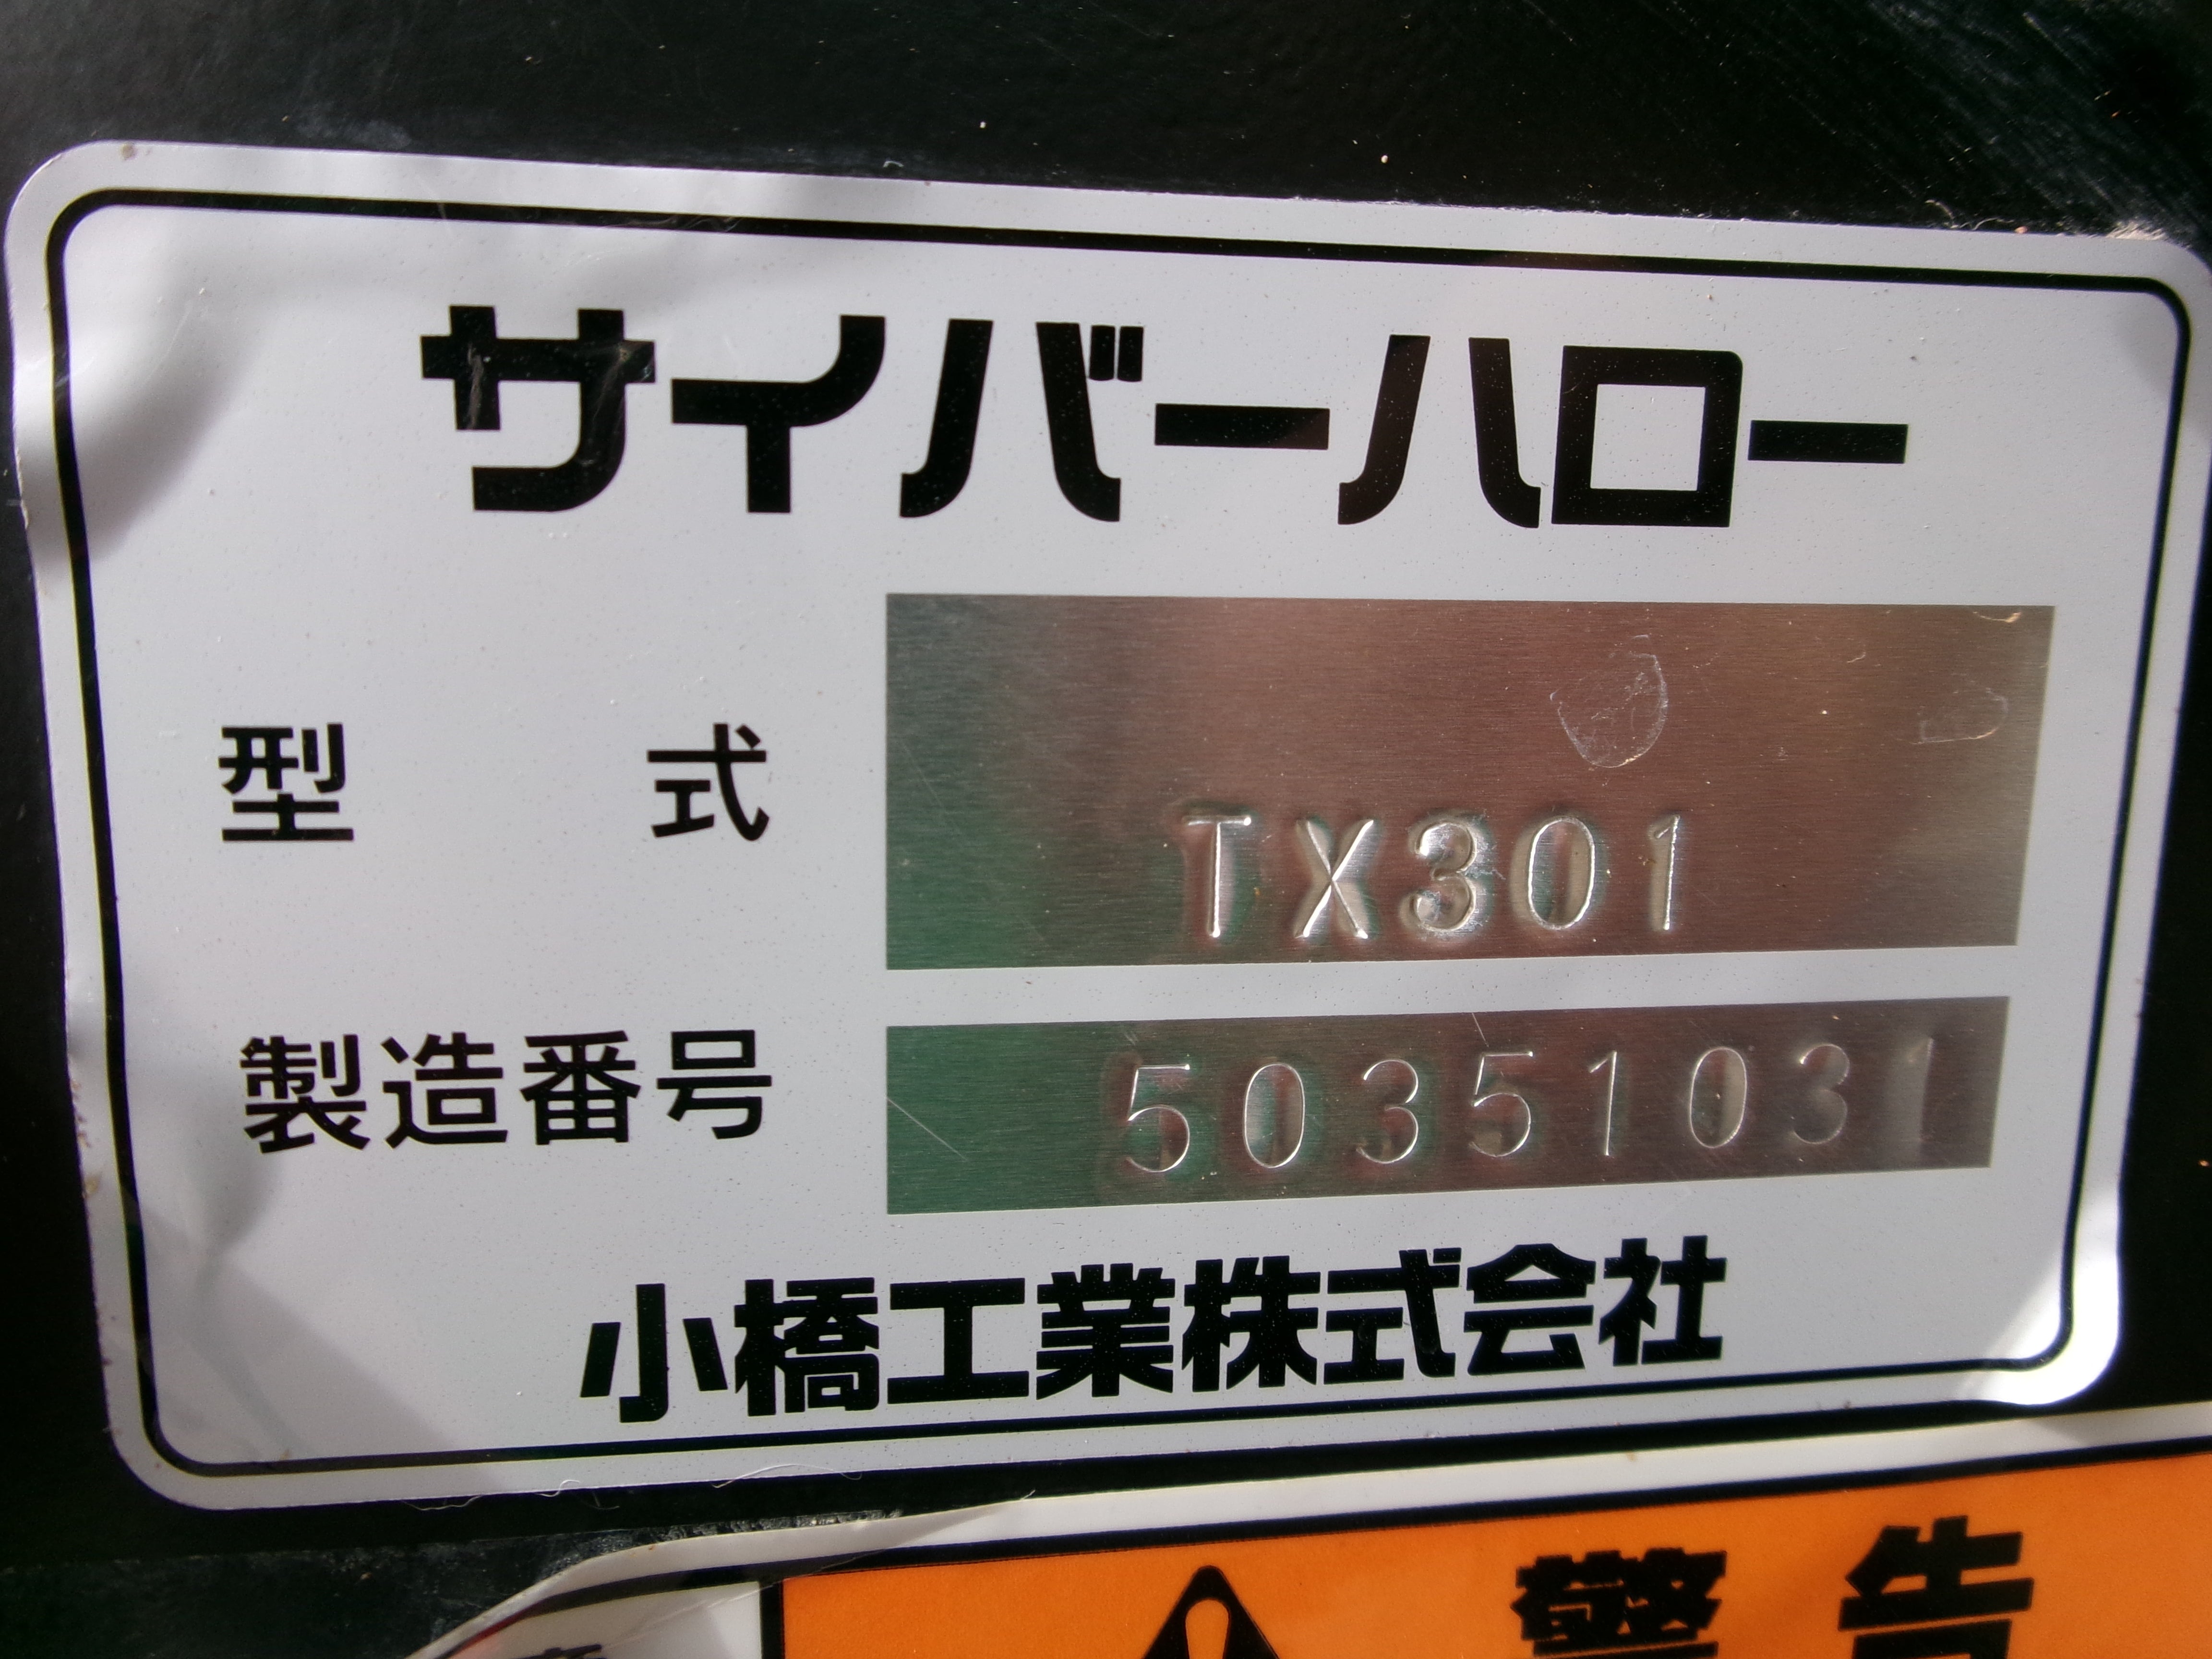 サイバーハロー
型式 TX301
製造番号 50351031
小橋工業株式会社
警告